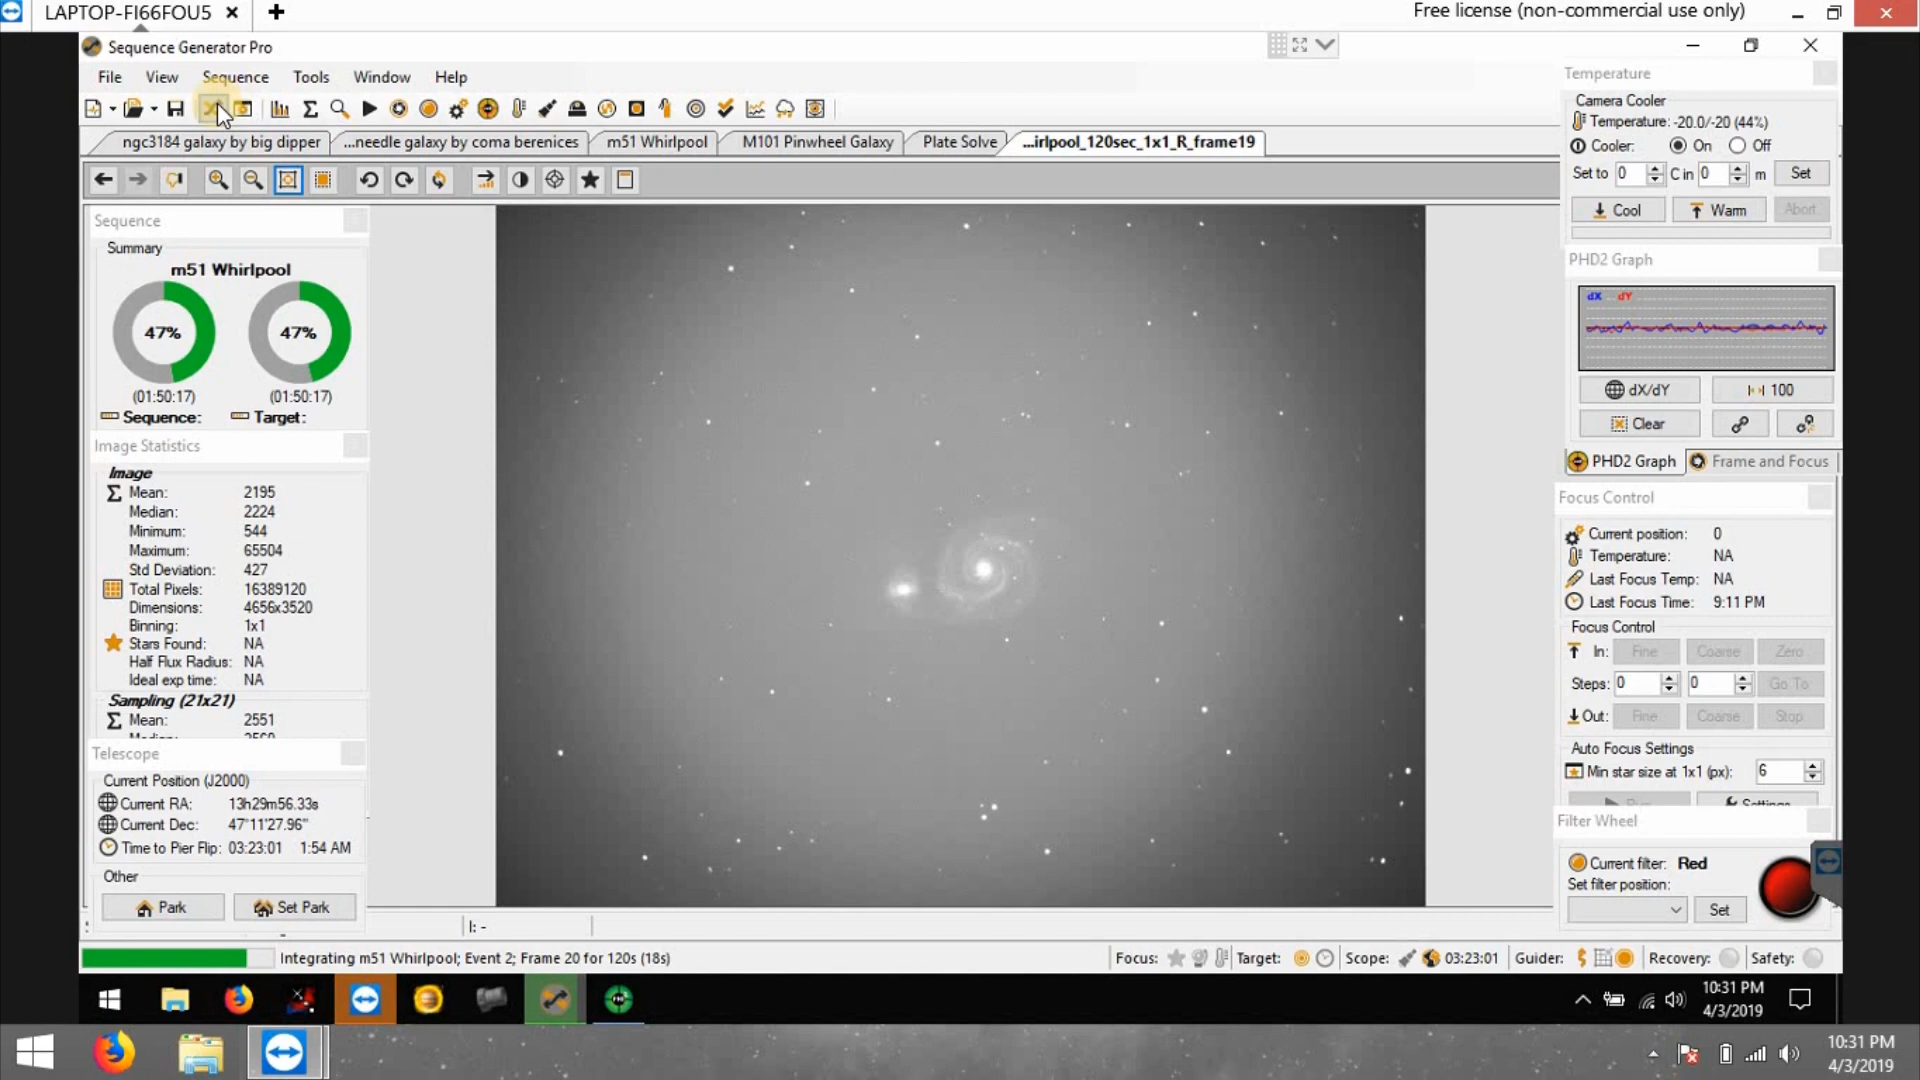 LAPTOP-FI66FOU5
Free license (non-commercial use only)
Sequence Generator Pro
File View Sequence Tools Window Help
ngc3184 galaxy by big dipper
...needle galaxy by coma berenices
m51 Whirlpool
M101 Pinwheel Galaxy
Plate Solve
...irlpool_120sec_1x1_R_frame19
Sequence
Summary
m51 Whirlpool
47% 47%
(01:50:17) (01:50:17)
Sequence: Target:
Image Statistics
Image
Mean: 2195
Median: 2224
Minimum: 544
Maximum: 65504
Std Deviation: 427
Total Pixels: 16389120
Dimensions: 4656x3520
Binning: 1x1
Stars Found: NA
Half Flux Radius: NA
Ideal exp time: NA
Sampling (21x21)
Mean: 2551
Telescope
Current Position (J2000)
Current RA: 13h29m56.33s
Current Dec: 47°11'27.96"
Time to Pier Flip: 03:23:01 1:54 AM
Other
Park Set Park
I: -
Temperature
Camera Cooler
Temperature: -20.0/-20 (44%)
Cooler: On Off
Set to 0 C in 0 m Set
Cool Warm Abort
PHD2 Graph
dX dY
dX/dY 100
Clear
PHD2 Graph Frame and Focus
Focus Control
Current position: 0
Temperature: NA
Last Focus Temp: NA
Last Focus Time: 9:11 PM
Focus Control
In: Fine Coarse Zero
Steps: 0 0 Go To
Out: Fine Coarse Stop
Auto Focus Settings
Min star size at 1x1 (px): 6
Filter Wheel
Current filter: Red
Set filter position:
Set
Integrating m51 Whirlpool; Event 2; Frame 20 for 120s (18s)
Focus: Target: Scope: 03:23:01 Guider: Recovery: Safety:
10:31 PM
4/3/2019
10:31 PM
4/3/2019